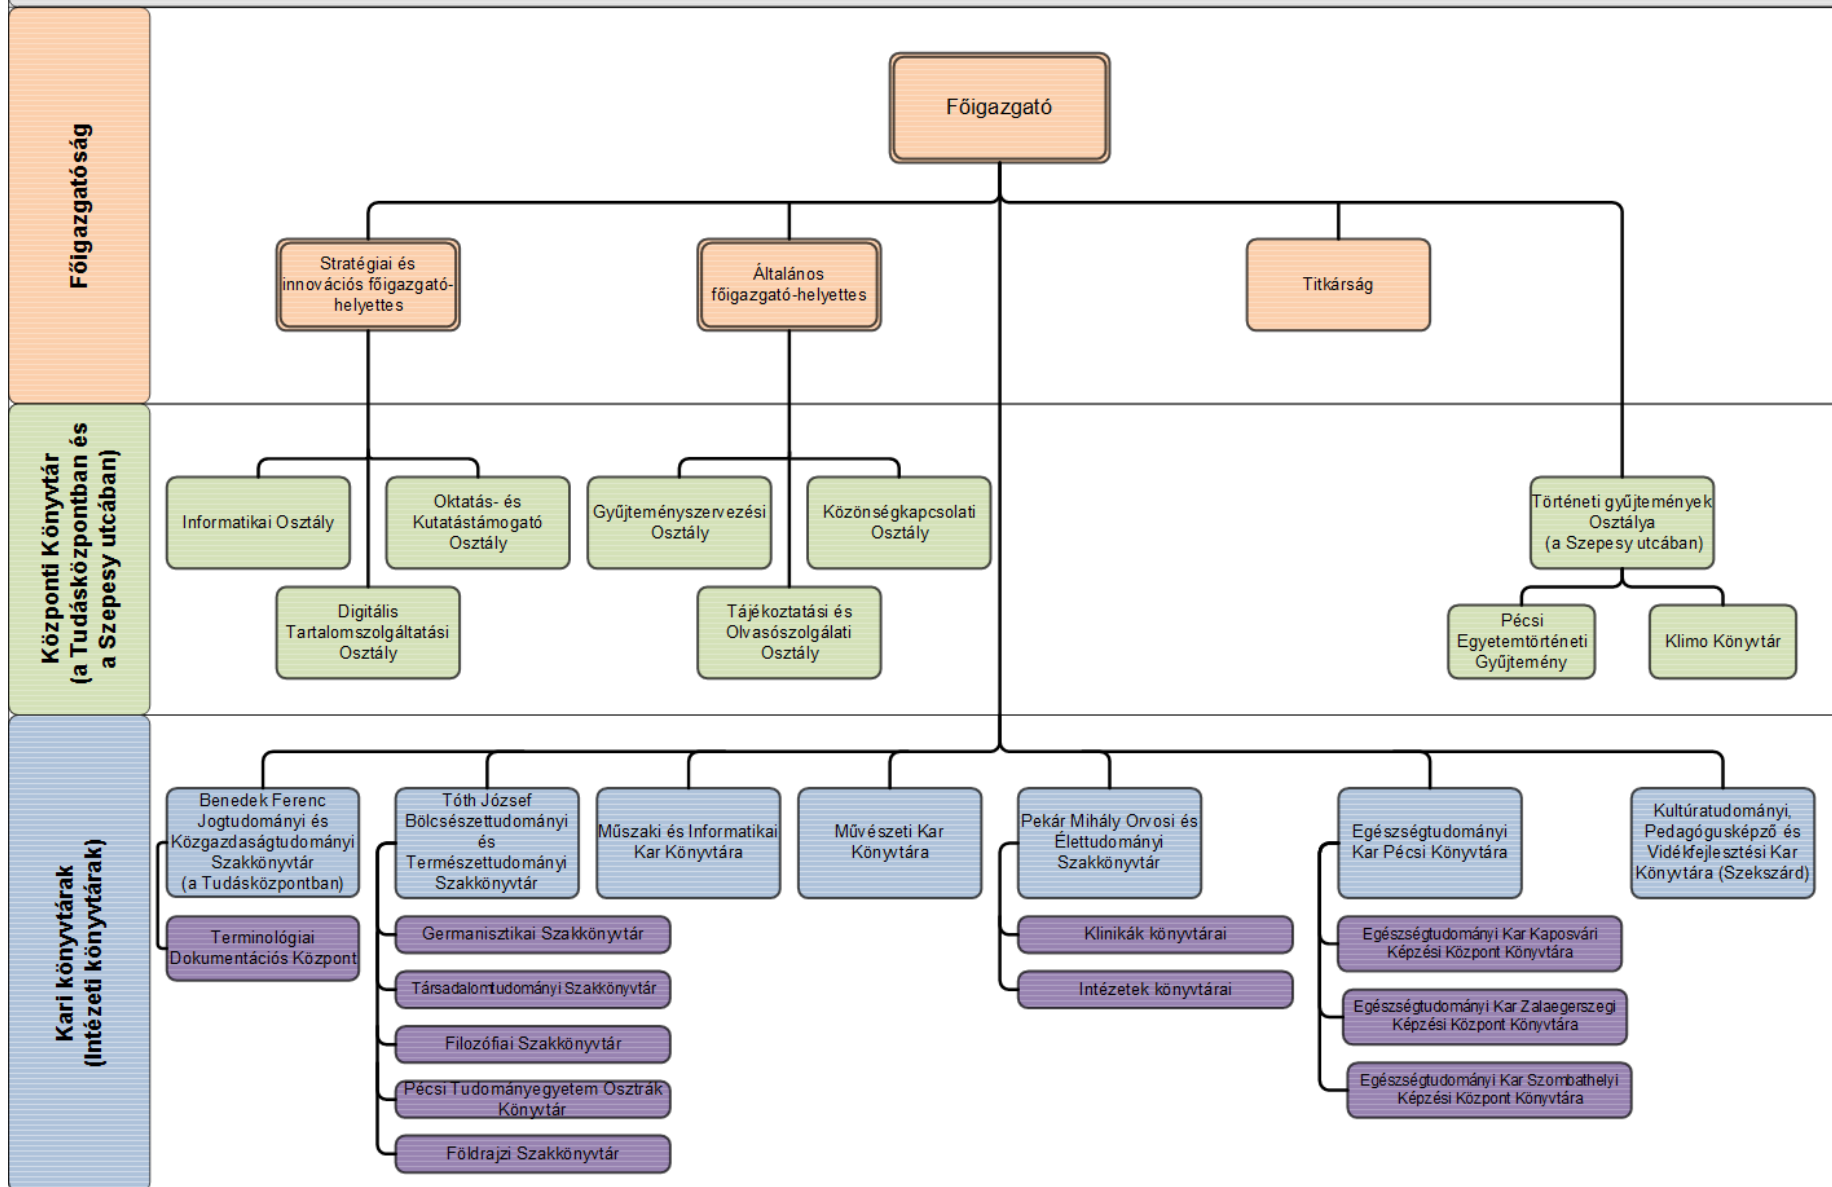 Főigazgatóság
Főigazgató
Stratégiai és
innovációs főigazgató-
helyettes
Általános
főigazgató-helyettes
Titkárság
Központi Könyvtár
(a Tudásközpontban és
a Szepesy utcában)
Informatikai Osztály
Oktatás- és
Kutatástámogató
Osztály
Gyűjteményszervezési
Osztály
Közönségkapcsolati
Osztály
Történeti gyűjtemények
Osztálya
(a Szepesy utcában)
Digitális
Tartalomszolgáltatási
Osztály
Tájékoztatási és
Olvasószolgálati
Osztály
Pécsi
Egyetemtörténeti
Gyűjtemény
Klimo Könyvtár
Kari könyvtárak
(Intézeti könyvtárak)
Benedek Ferenc
Jogtudományi és
Közgazdaságtudományi
Szakkönyvtár
(a Tudásközpontban)
Tóth József
Bölcsészettudományi
és
Természettudományi
Szakkönyvtár
Műszaki és Informatikai
Kar Könyvtára
Művészeti Kar
Könyvtára
Pekár Mihály Orvosi és
Élettudományi
Szakkönyvtár
Egészségtudományi
Kar Pécsi Könyvtára
Kultúratudományi,
Pedagógusképző és
Vidékfejlesztési Kar
Könyvtára (Szekszárd)
Terminológiai
Dokumentációs Központ
Germanisztikai Szakkönyvtár
Társadalomtudományi Szakkönyvtár
Filozófiai Szakkönyvtár
Pécsi Tudományegyetem Osztrák
Könyvtár
Földrajzi Szakkönyvtár
Klinikák könyvtárai
Intézetek könyvtárai
Egészségtudományi Kar Kaposvári
Képzési Központ Könyvtára
Egészségtudományi Kar Zalaegerszegi
Képzési Központ Könyvtára
Egészségtudományi Kar Szombathelyi
Képzési Központ Könyvtára